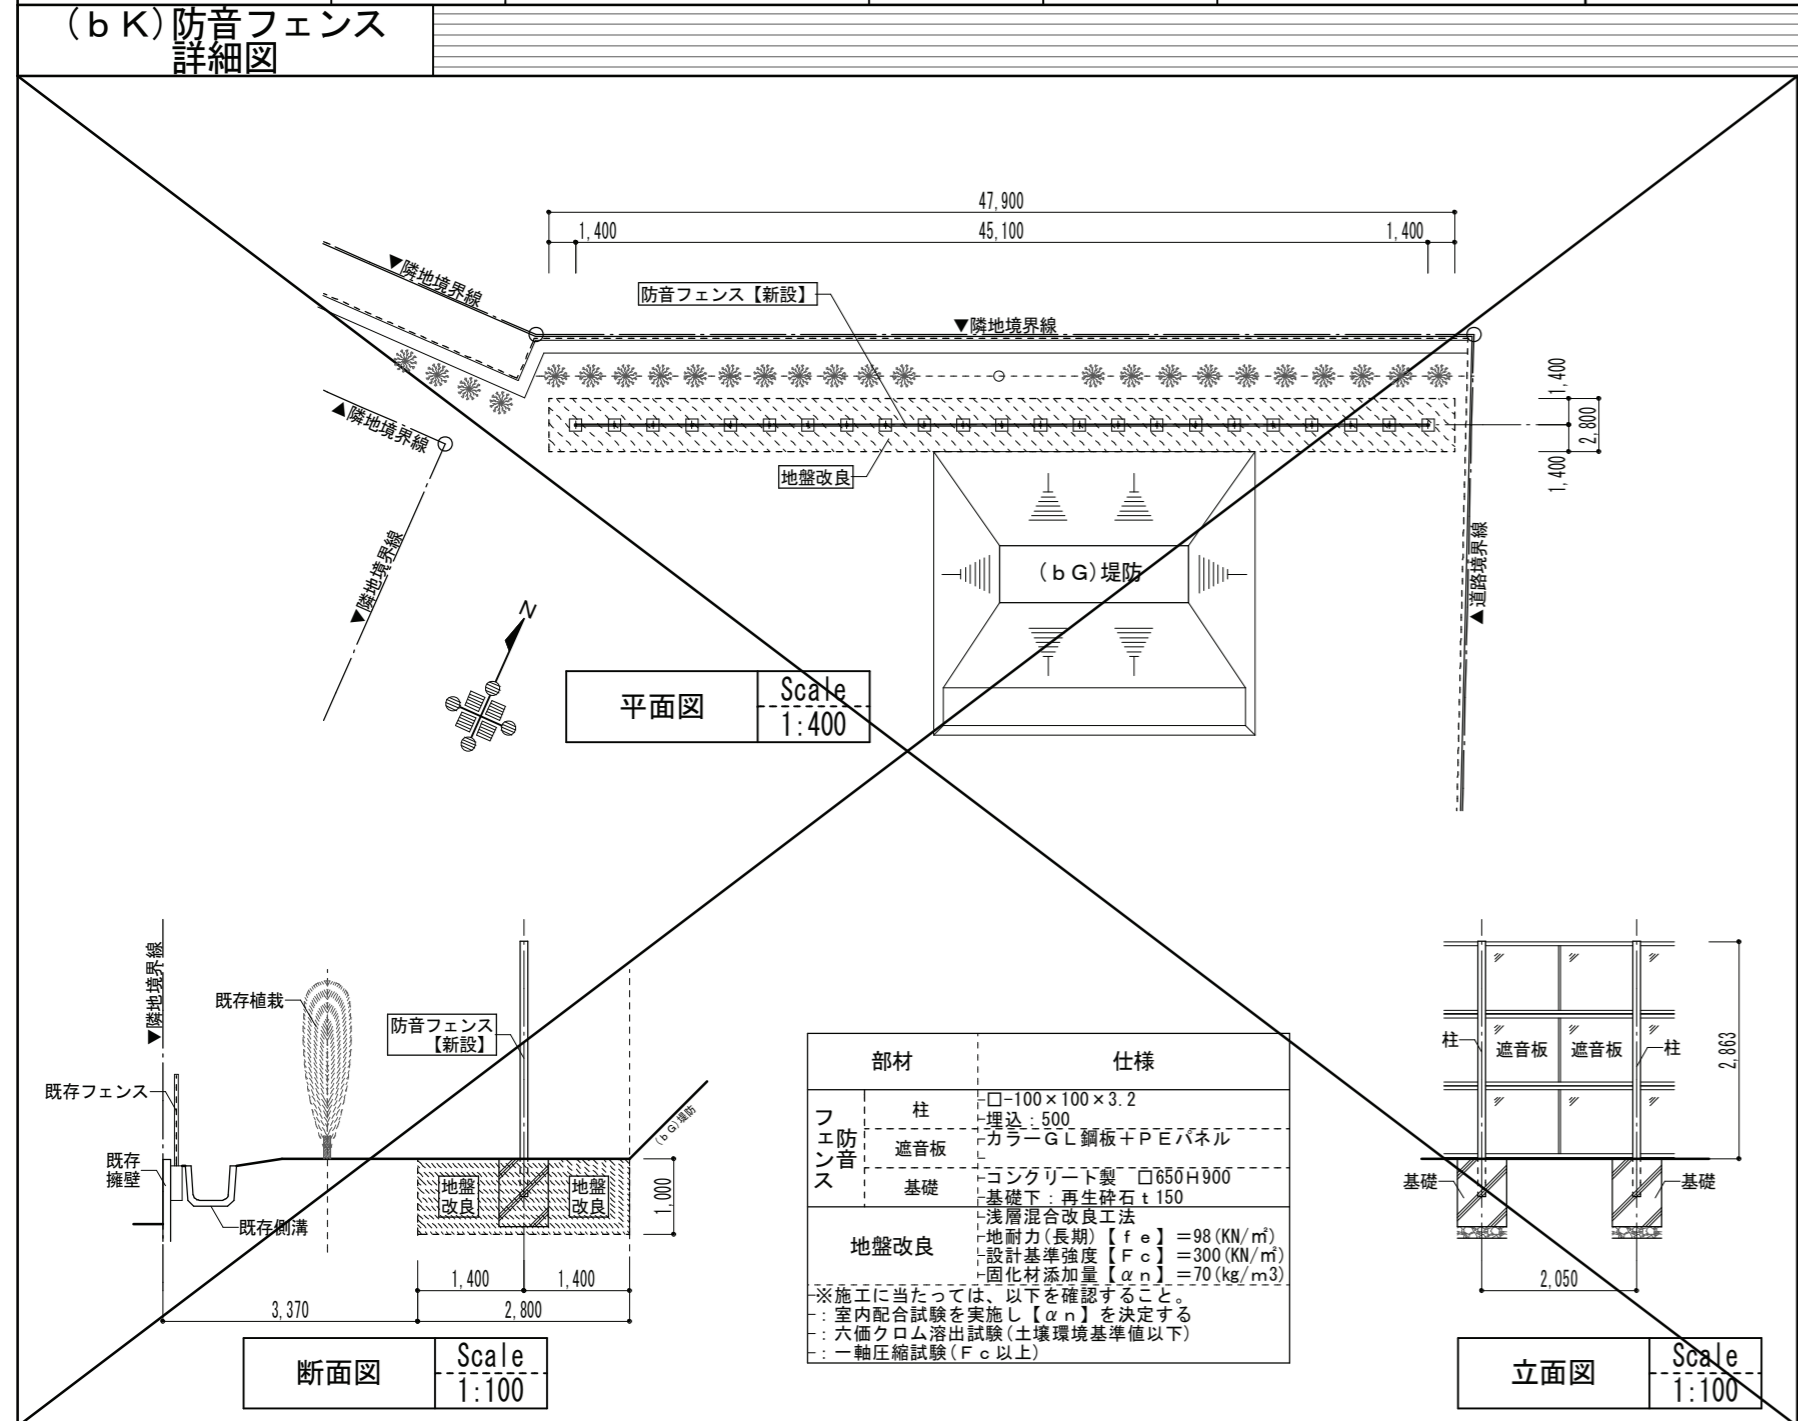 (ｂＫ)防音フェンス
詳細図
47,900
1,400
45,100
1,400
▼隣地境界線
防音フェンス【新設】
▼隣地境界線
▲隣地境界線
地盤改良
1,400
2,800
1,400
▼隣地境界線
(ｂＧ)堤防
▲道路境界線
N
平面図
Scale
1:400
▼隣地境界線
既存植栽
防音フェンス
【新設】
既存フェンス
既存
擁壁
既存側溝
地盤
改良
地盤
改良
(ｂＧ)堤防
1,000
1,400
1,400
3,370
2,800
断面図
Scale
1:100
部材
仕様
防音
フェンス
柱
□-100×100×3.2
埋込：500
遮音板
カラーＧＬ鋼板＋ＰＥパネル
基礎
コンクリート製　□650Ｈ900
基礎下：再生砕石ｔ150
地盤改良
浅層混合改良工法
地耐力(長期)【ｆｅ】＝98(KN/㎡)
設計基準強度【Ｆｃ】＝300(KN/㎡)
固化材添加量【αｎ】＝70(kg/m3)
※施工に当たっては、以下を確認すること。
：室内配合試験を実施し【αｎ】を決定する
：六価クロム溶出試験(土壌環境基準値以下)
：一軸圧縮試験(Ｆｃ以上)
柱
遮音板
遮音板
柱
2,863
基礎
基礎
2,050
立面図
Scale
1:100